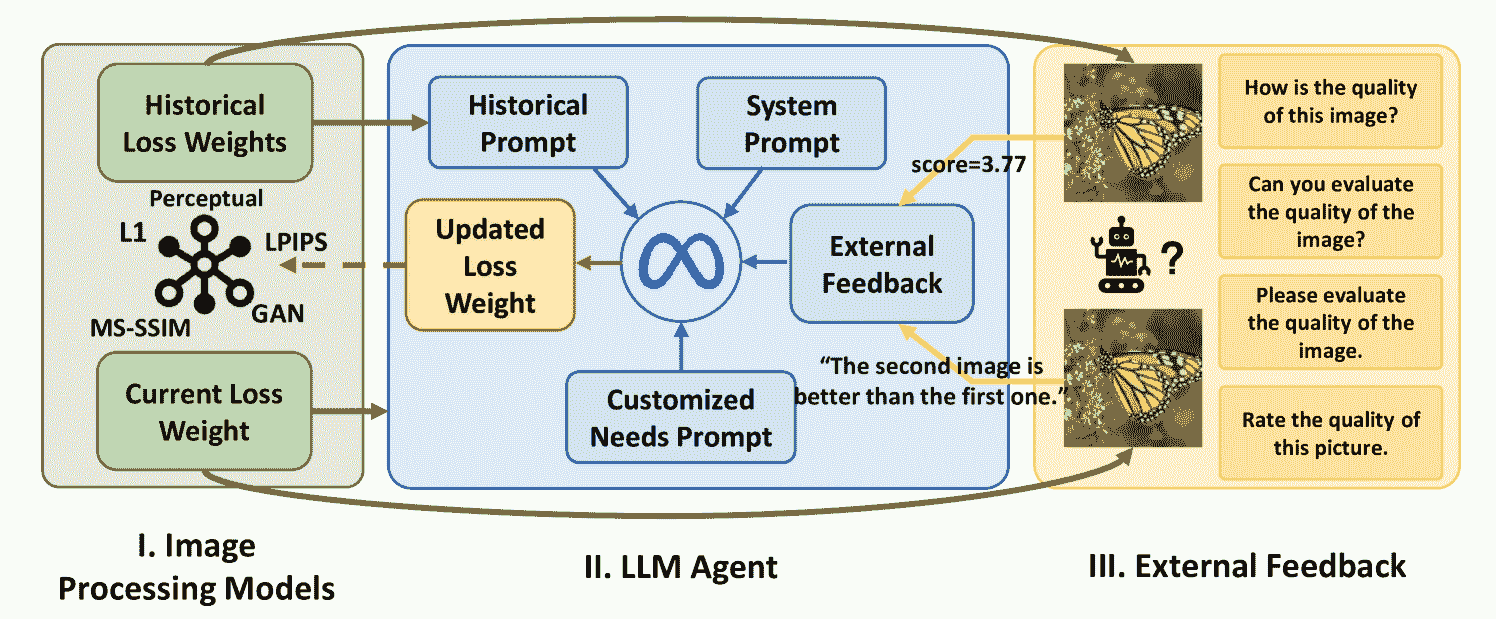 Historical
Loss Weights
Perceptual
L1
LPIPS
MS-SSIM
GAN
Current Loss
Weight
Historical
Prompt
System
Prompt
Updated
Loss
Weight
External
Feedback
Customized
Needs Prompt
score=3.77
“The second image is
better than the first one.”
?
How is the quality
of this image?
Can you evaluate
the quality of the
image?
Please evaluate
the quality of the
image.
Rate the quality of
this picture.
I. Image
Processing Models
II. LLM Agent
III. External Feedback